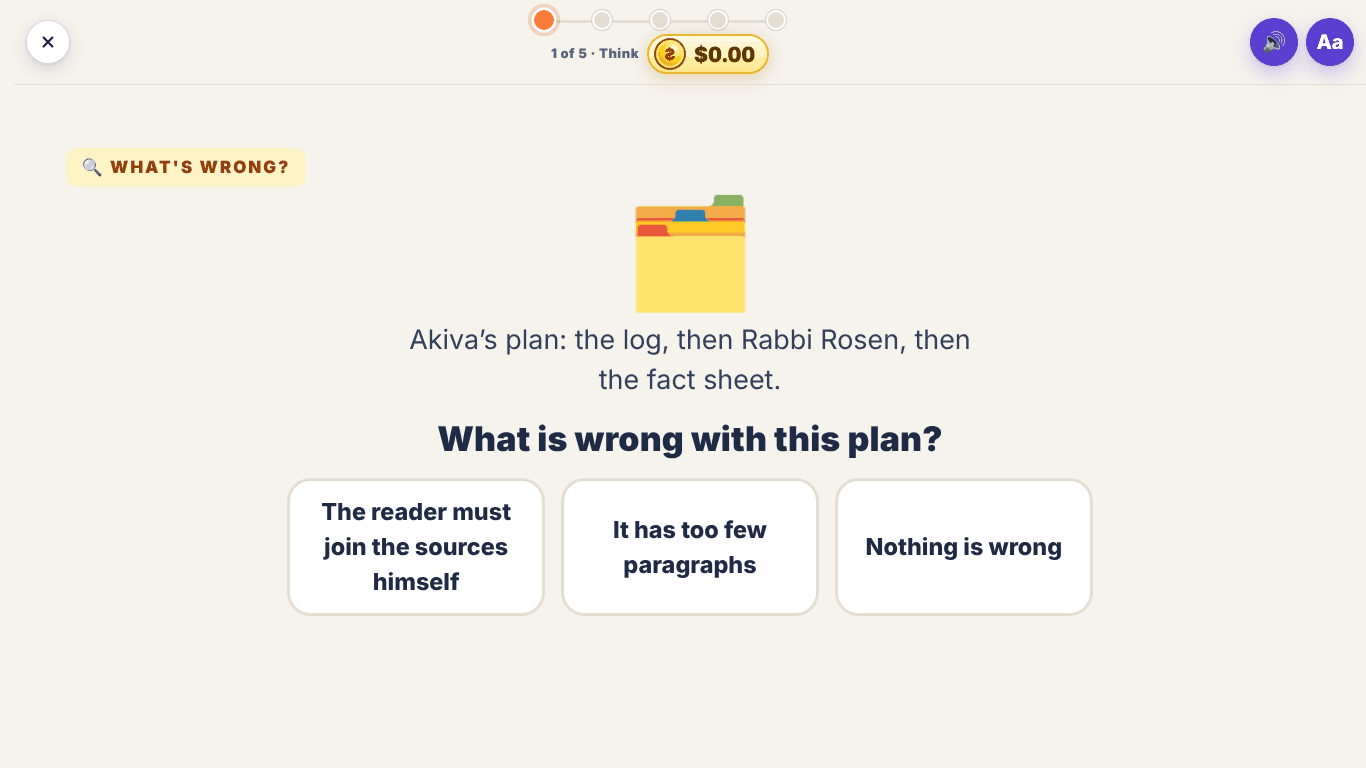 ✕
1 of 5 · Think
$0.00
Aa
WHAT'S WRONG?
Akiva’s plan: the log, then Rabbi Rosen, then
the fact sheet.
What is wrong with this plan?
The reader must
join the sources
himself
It has too few
paragraphs
Nothing is wrong